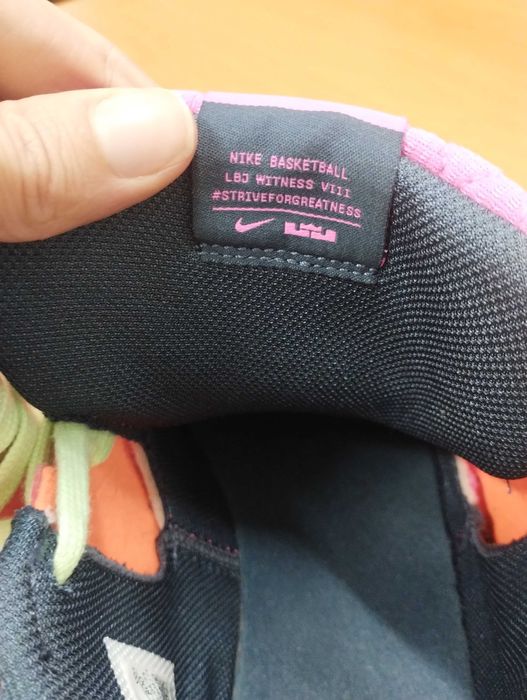 NIKE BASKETBALL
LBJ WITNESS VIII
#STRIVEFORGREATNESS